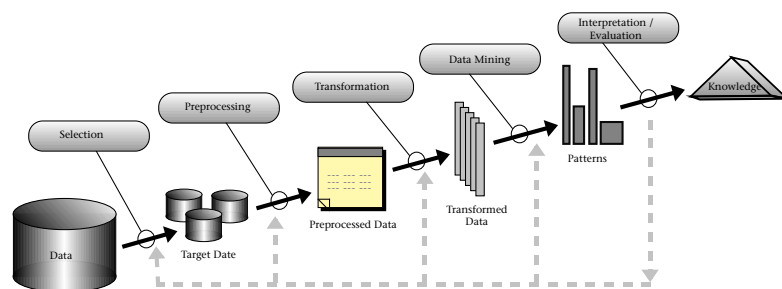 Interpretation /
Evaluation
Data Mining
Transformation
Preprocessing
Selection
Data
Target Date
Preprocessed Data
Transformed
Data
Patterns
Knowledge